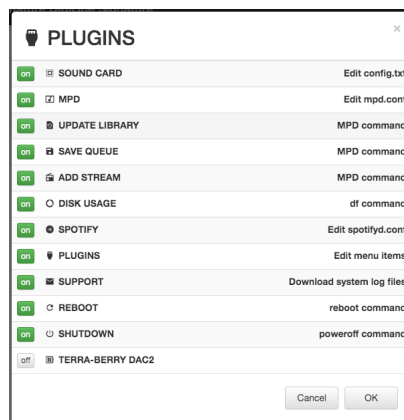 PLUGINS
×
on SOUND CARD Edit config.txt
on MPD Edit mpd.conf
on UPDATE LIBRARY MPD command
on SAVE QUEUE MPD command
on ADD STREAM MPD command
on DISK USAGE df command
on SPOTIFY Edit spotifyd.conf
on PLUGINS Edit menu items
on SUPPORT Download system log files
on REBOOT reboot command
on SHUTDOWN poweroff command
off TERRA-BERRY DAC2
Cancel OK